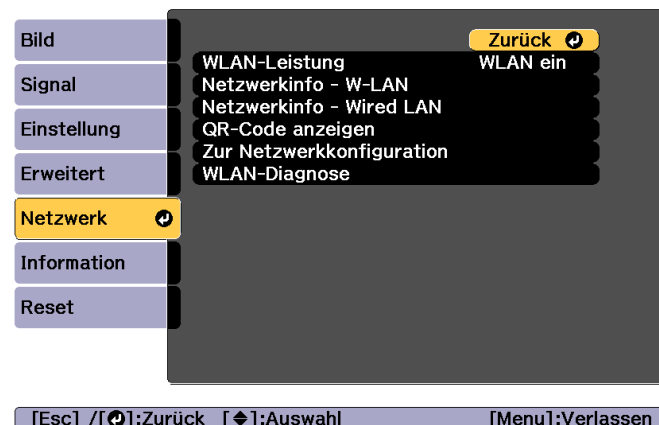 Bild
Signal
Einstellung
Erweitert
Netzwerk
Information
Reset
Zurück
WLAN-Leistung WLAN ein
Netzwerkinfo - W-LAN
Netzwerkinfo - Wired LAN
QR-Code anzeigen
Zur Netzwerkkonfiguration
WLAN-Diagnose
[Esc] /[⏎]:Zurück [◆]:Auswahl [Menu]:Verlassen